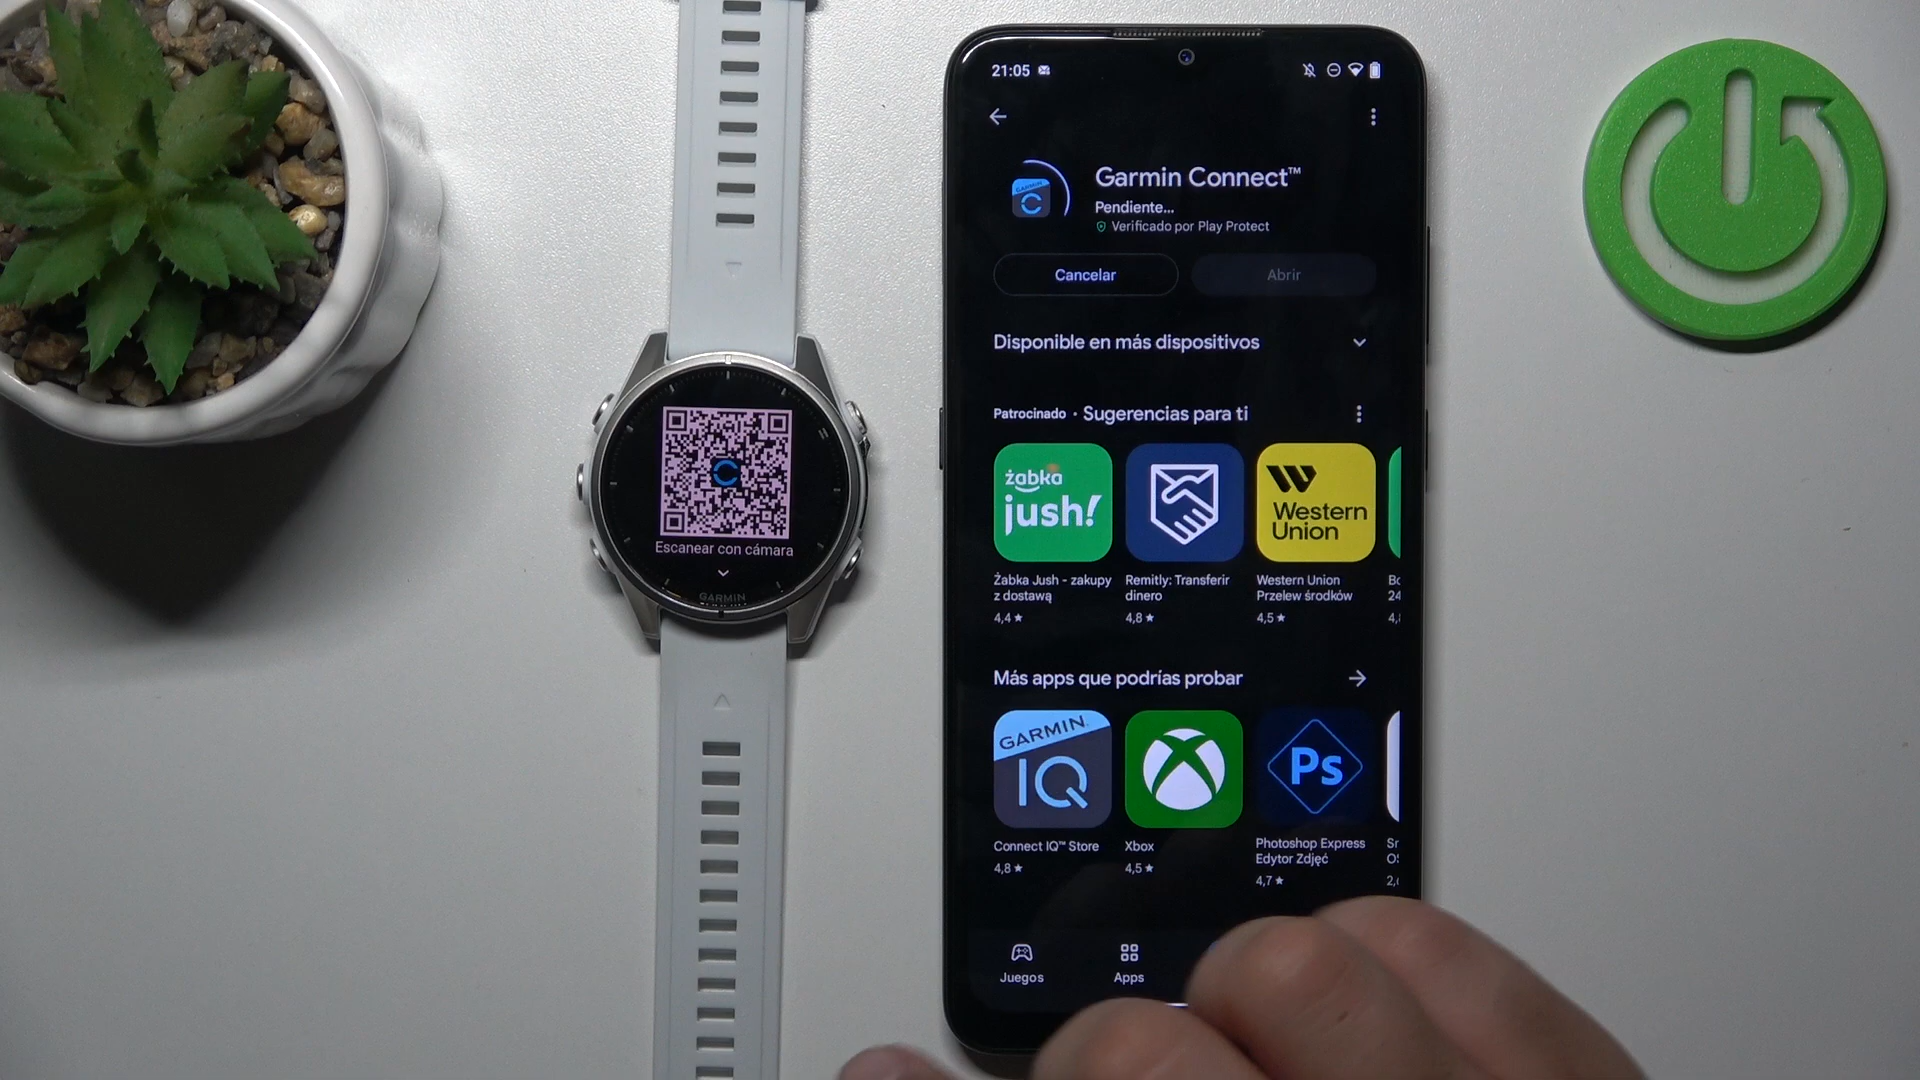 21:05
Garmin Connect™
Pendiente...
Verificado por Play Protect
Cancelar
Abrir
Disponible en más dispositivos
Patrocinado · Sugerencias para ti
żabka
jush!
Western
Union
Żabka Jush - zakupy
z dostawą
4,4★
Remitly: Transferir
dinero
4,8★
Western Union
Przelew środków
4,5★
Más apps que podrías probar
GARMIN
IQ
Ps
Connect IQ™ Store
4,8★
Xbox
4,5★
Photoshop Express
Edytor Zdjęć
4,7★
Juegos
Apps
Escanear con cámara
GARMIN